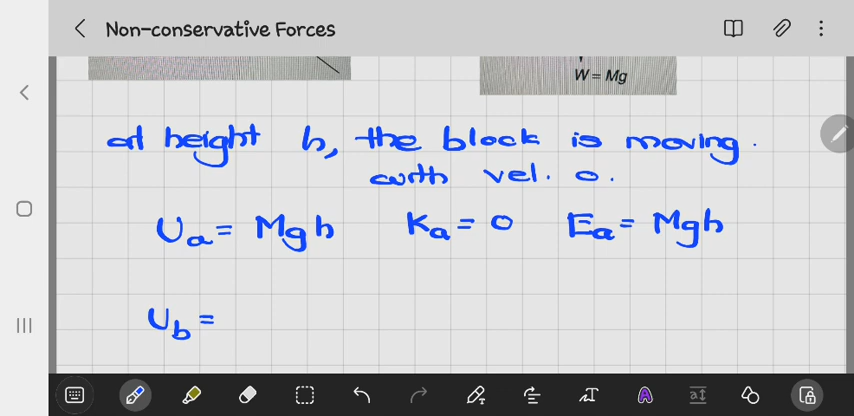 Non-conservative Forces
W = Mg
at height h, the block is moving.
with vel. 0.
Ua = Mgh Ka = 0 Ea = Mgh
Ub =